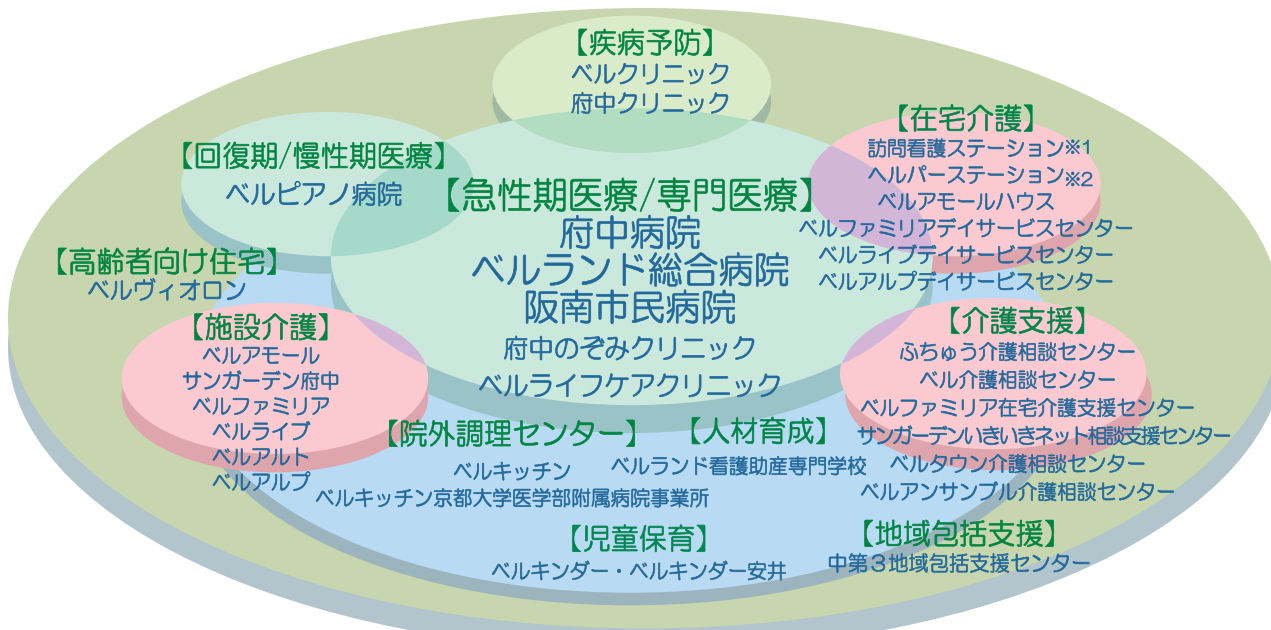 【疾病予防】
ベルクリニック
府中クリニック
【回復期/慢性期医療】
ベルピアノ病院
【急性期医療/専門医療】
府中病院
ベルランド総合病院
阪南市民病院
府中のぞみクリニック
ベルライフケアクリニック
【在宅介護】
訪問看護ステーション※1
ヘルパーステーション※2
ベルアモールハウス
ベルファミリアデイサービスセンター
ベルライブデイサービスセンター
ベルアルプデイサービスセンター
【高齢者向け住宅】
ベルヴィオロン
【施設介護】
ベルアモール
サンガーデン府中
ベルファミリア
ベルライブ
ベルアルト
ベルアルプ
【介護支援】
ふちゅう介護相談センター
ベル介護相談センター
ベルファミリア在宅介護支援センター
サンガーデンいきいきネット相談支援センター
ベルタウン介護相談センター
ベルアンサンブル介護相談センター
【院外調理センター】
ベルキッチン
ベルキッチン京都大学医学部附属病院事業所
【人材育成】
ベルランド看護助産専門学校
【児童保育】
ベルキンダー・ベルキンダー安井
【地域包括支援】
中第３地域包括支援センター